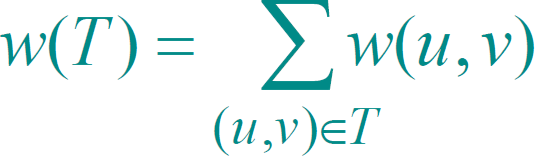 w(T) = ∑ w(u, v)
(u,v)∈T